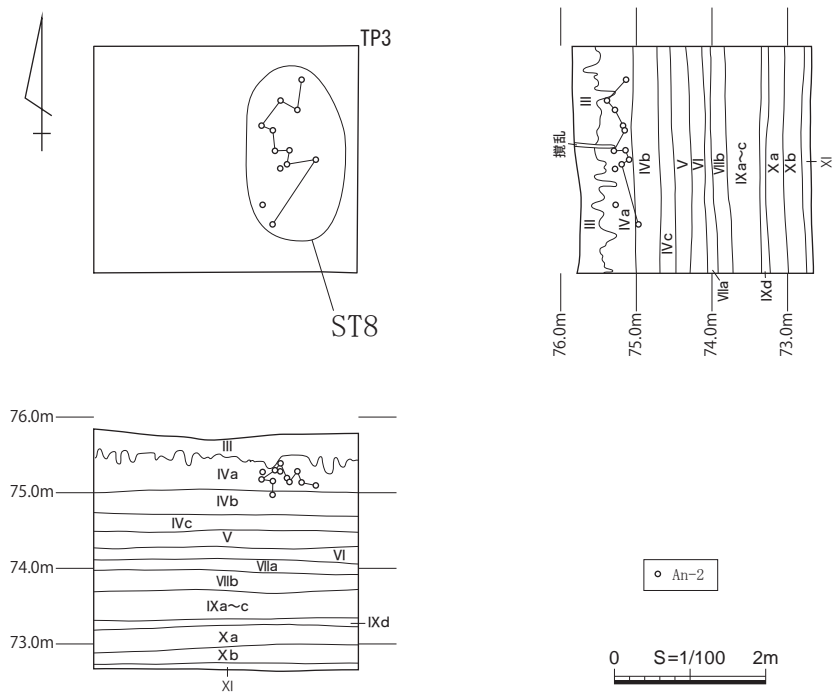 TP3
ST8
III
IVa
IVb
IVc
V
VI
VIIa
VIIb
IXa～c
IXd
Xa
Xb
XI
III
攪乱
76.0m
75.0m
74.0m
73.0m
76.0m
75.0m
74.0m
73.0m
III
IVa
IVb
IVc
V
VI
VIIa
VIIb
IXa～c
IXd
Xa
Xb
XI
An-2
0 S=1/100 2m